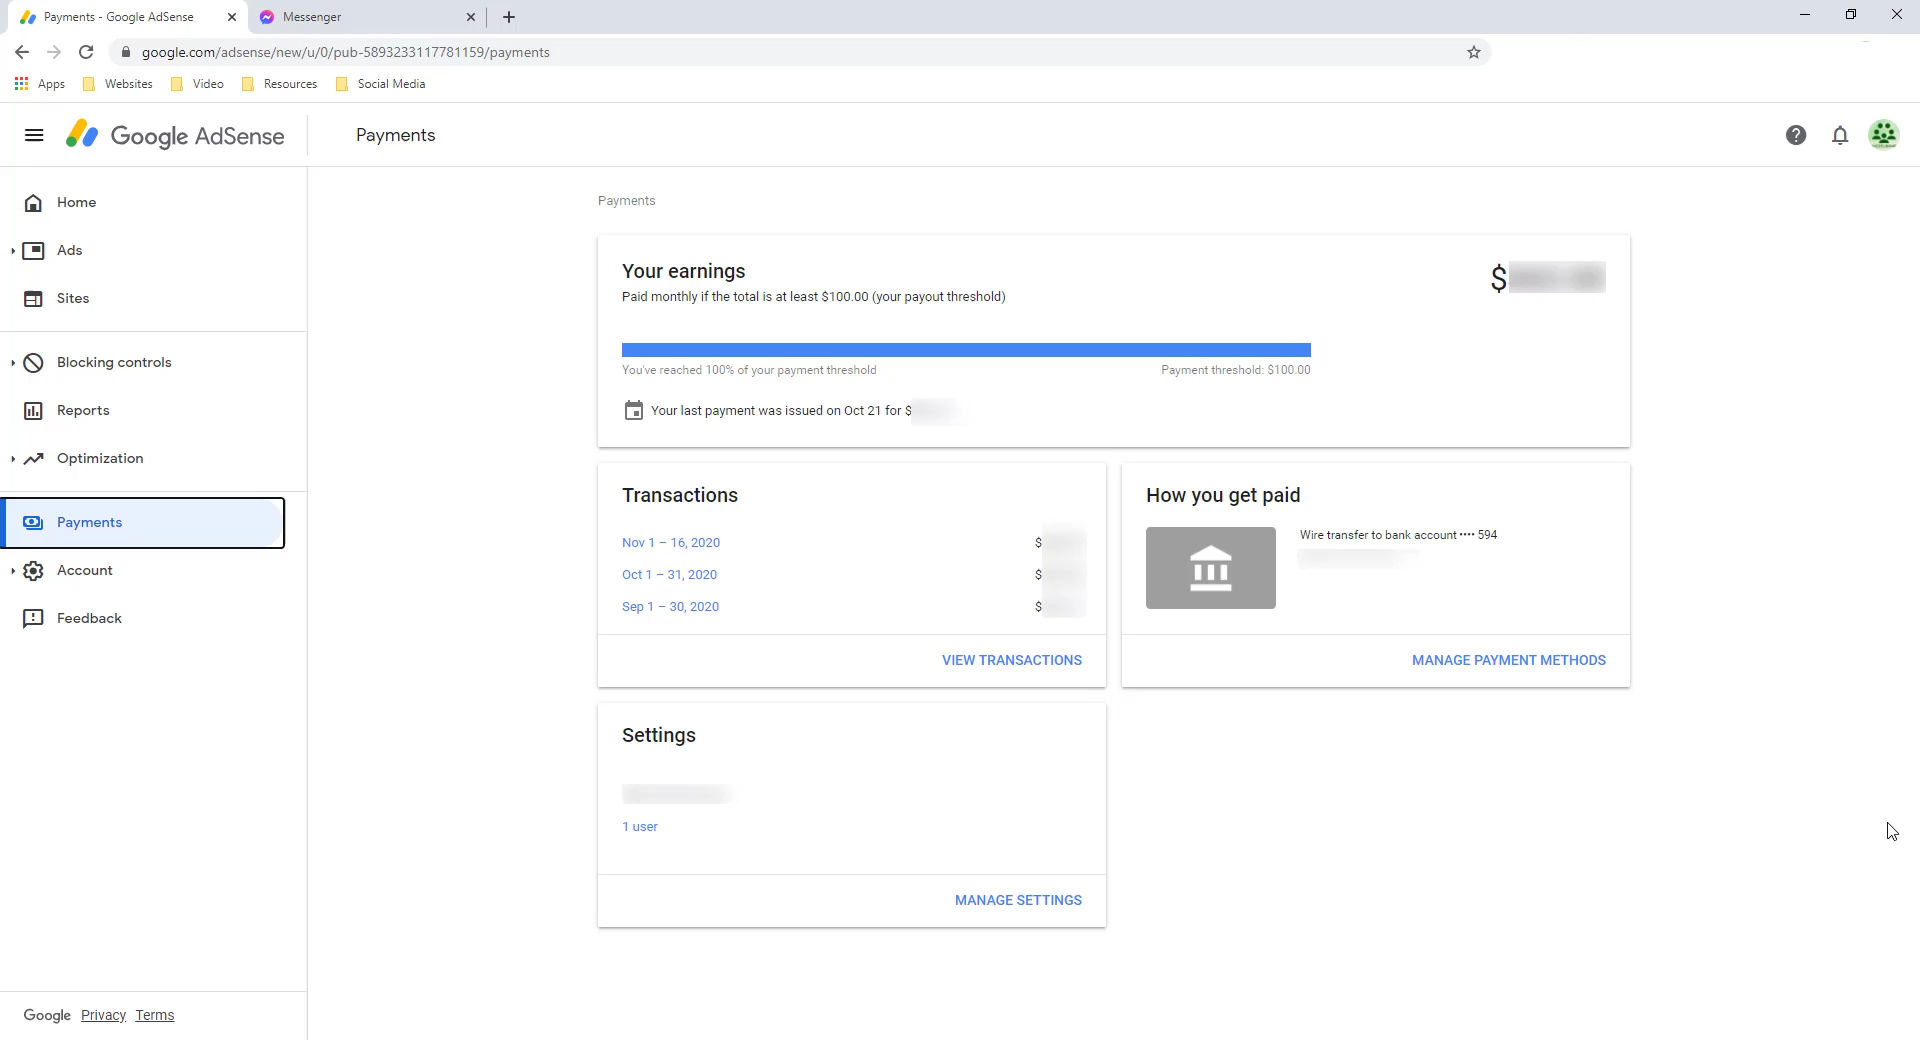 Payments - Google AdSense
Messenger
google.com/adsense/new/u/0/pub-5893233117781159/payments
Apps
Websites
Video
Resources
Social Media
Google AdSense
Payments
Home
Ads
Sites
Blocking controls
Reports
Optimization
Payments
Account
Feedback
Google Privacy Terms
Payments
Your earnings
$
Paid monthly if the total is at least $100.00 (your payout threshold)
You've reached 100% of your payment threshold
Payment threshold: $100.00
Your last payment was issued on Oct 21 for $
Transactions
Nov 1 – 16, 2020 $
Oct 1 – 31, 2020 $
Sep 1 – 30, 2020 $
VIEW TRANSACTIONS
How you get paid
Wire transfer to bank account •••• 594
MANAGE PAYMENT METHODS
Settings
1 user
MANAGE SETTINGS